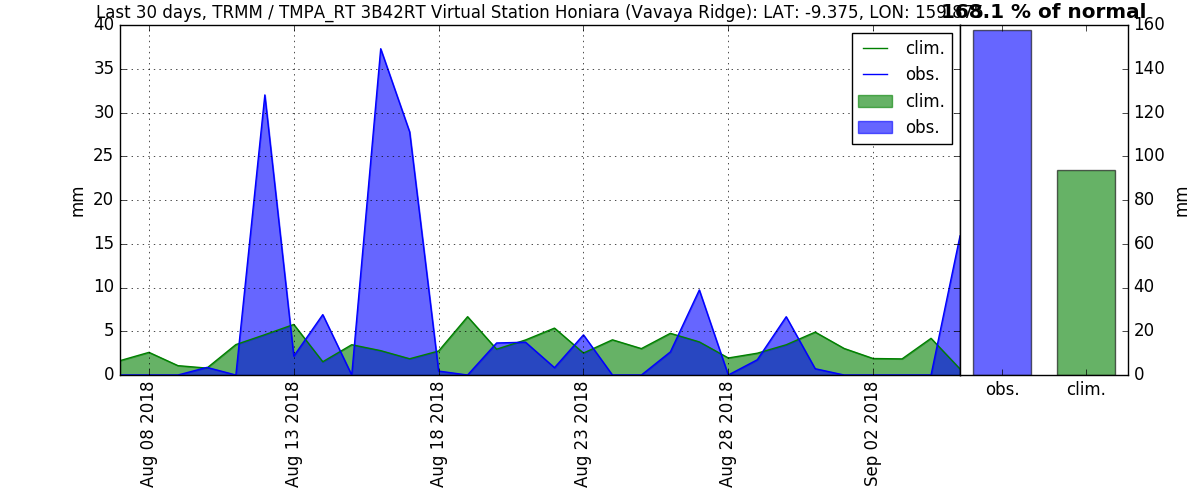 Last 30 days, TRMM / TMPA_RT 3B42RT Virtual Station Honiara (Vavaya Ridge): LAT: -9.375, LON:
168.1 % of normal
40
35
30
25
20
15
10
5
0
mm
clim.
obs.
clim.
obs.
Aug 08 2018
Aug 13 2018
Aug 18 2018
Aug 23 2018
Aug 28 2018
Sep 02 2018
160
140
120
100
80
60
40
20
0
mm
obs.
clim.